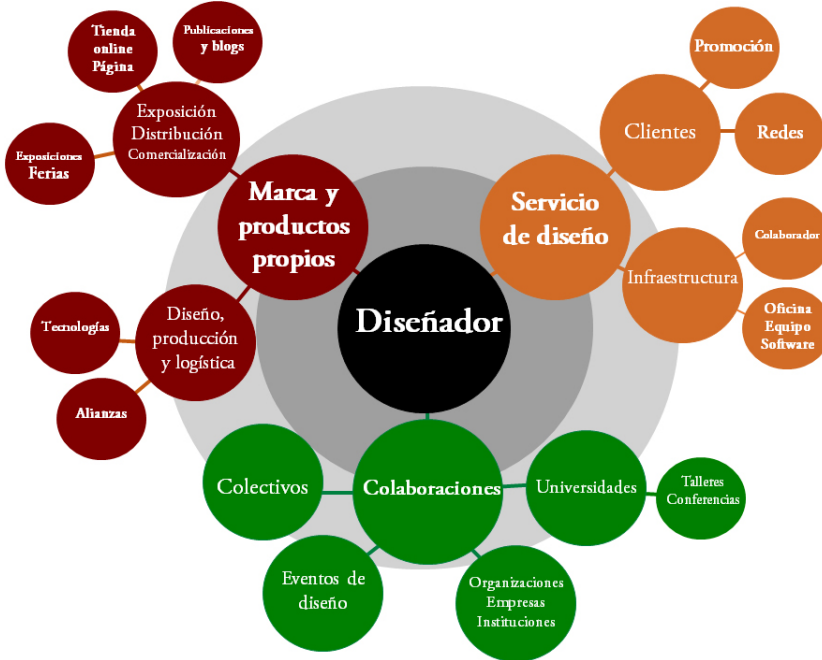 Tienda
online
Página
Publicaciones
y blogs
Exposición
Distribución
Comercialización
Exposiciones
Ferias
Marca y
productos
propios
Diseño,
producción
y logística
Tecnologías
Alianzas
Diseñador
Servicio
de diseño
Clientes
Promoción
Redes
Infraestructura
Colaborador
Oficina
Equipo
Software
Colaboraciones
Colectivos
Eventos de
diseño
Organizaciones
Empresas
Instituciones
Universidades
Talleres
Conferencias